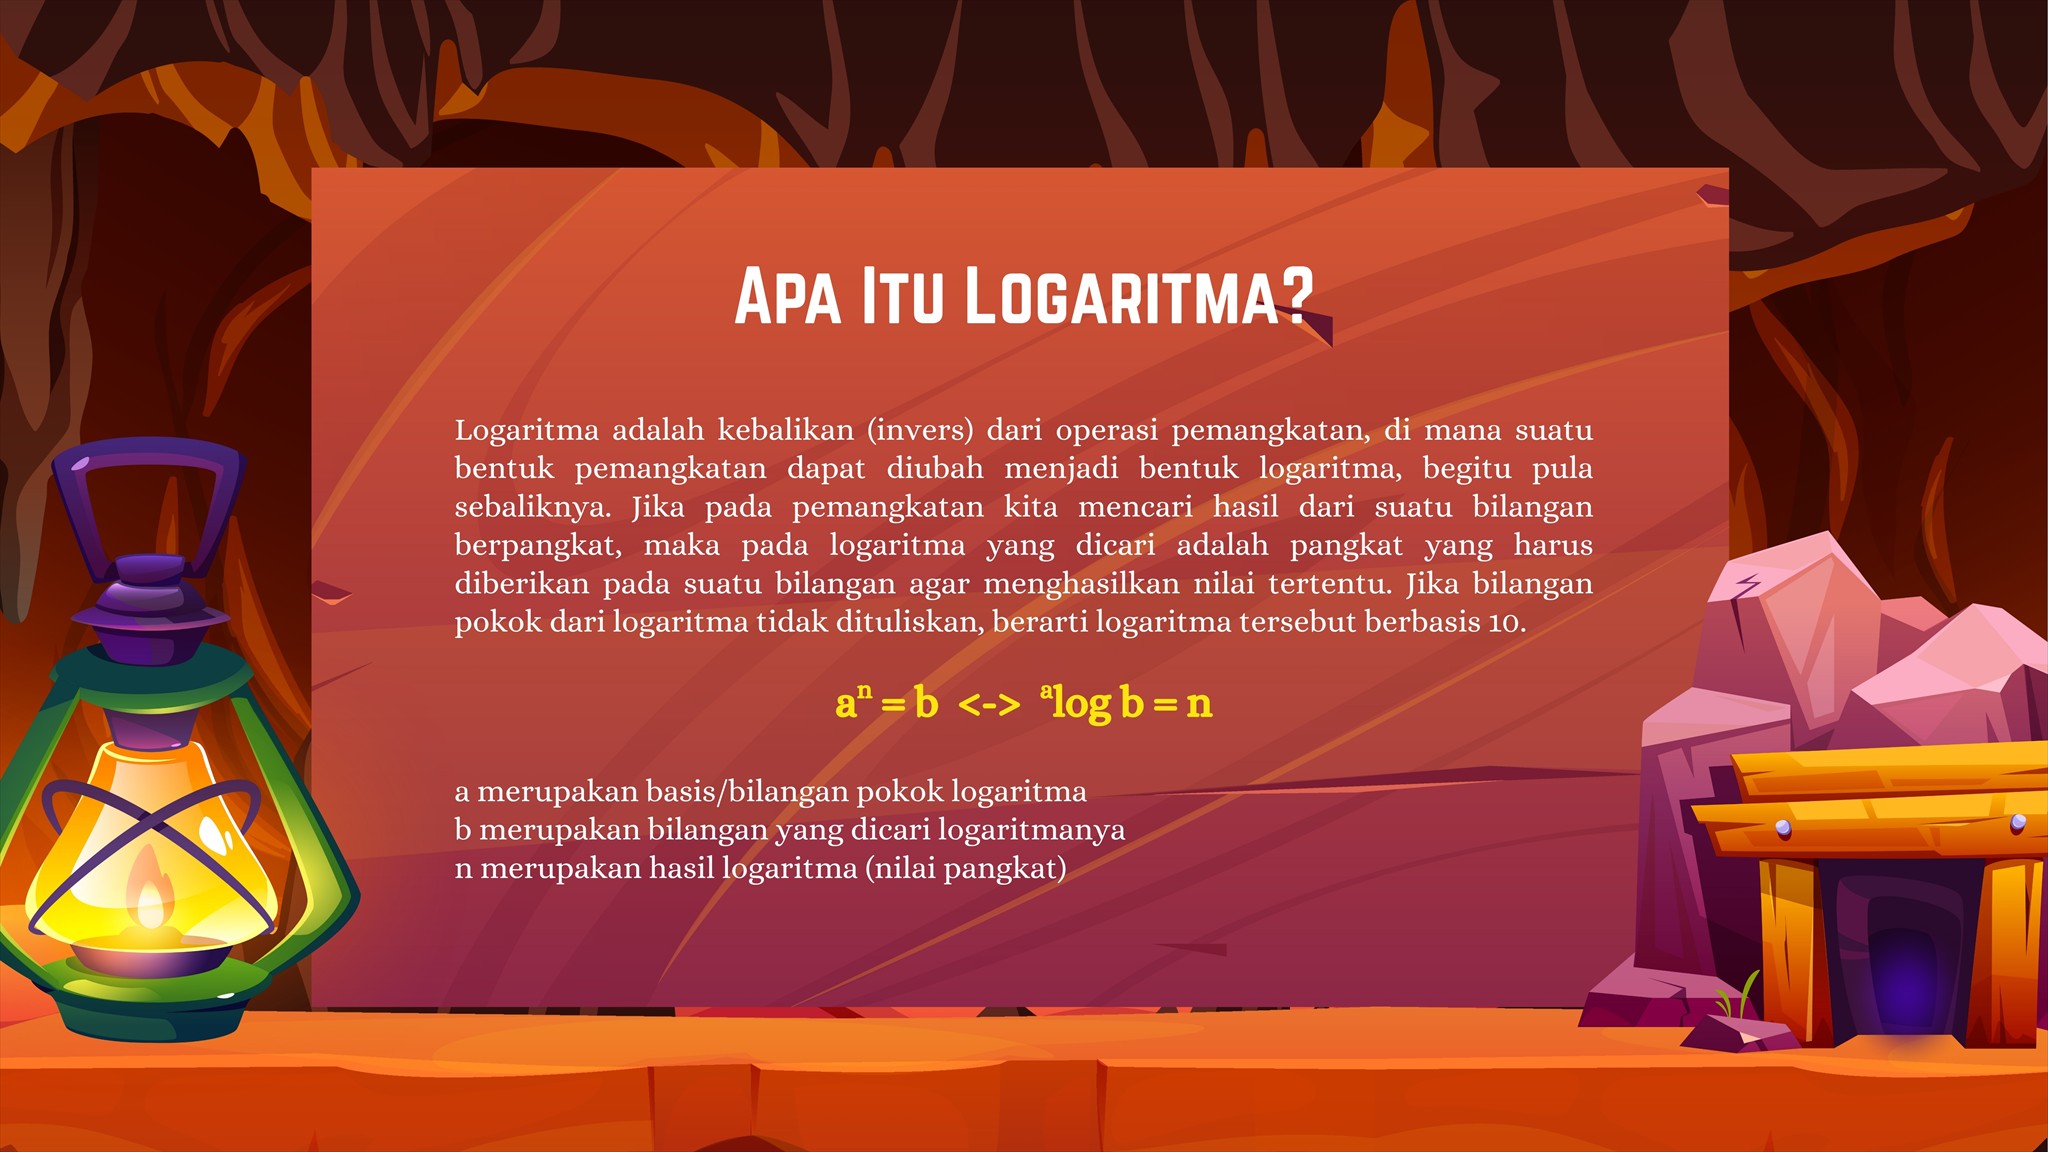 Apa Itu Logaritma?
Logaritma adalah kebalikan (invers) dari operasi pemangkatan, di mana suatu
bentuk pemangkatan dapat diubah menjadi bentuk logaritma, begitu pula
sebaliknya. Jika pada pemangkatan kita mencari hasil dari suatu bilangan
berpangkat, maka pada logaritma yang dicari adalah pangkat yang harus
diberikan pada suatu bilangan agar menghasilkan nilai tertentu. Jika bilangan
pokok dari logaritma tidak dituliskan, berarti logaritma tersebut berbasis 10.
aⁿ = b <-> ᵃlog b = n
a merupakan basis/bilangan pokok logaritma
b merupakan bilangan yang dicari logaritmanya
n merupakan hasil logaritma (nilai pangkat)